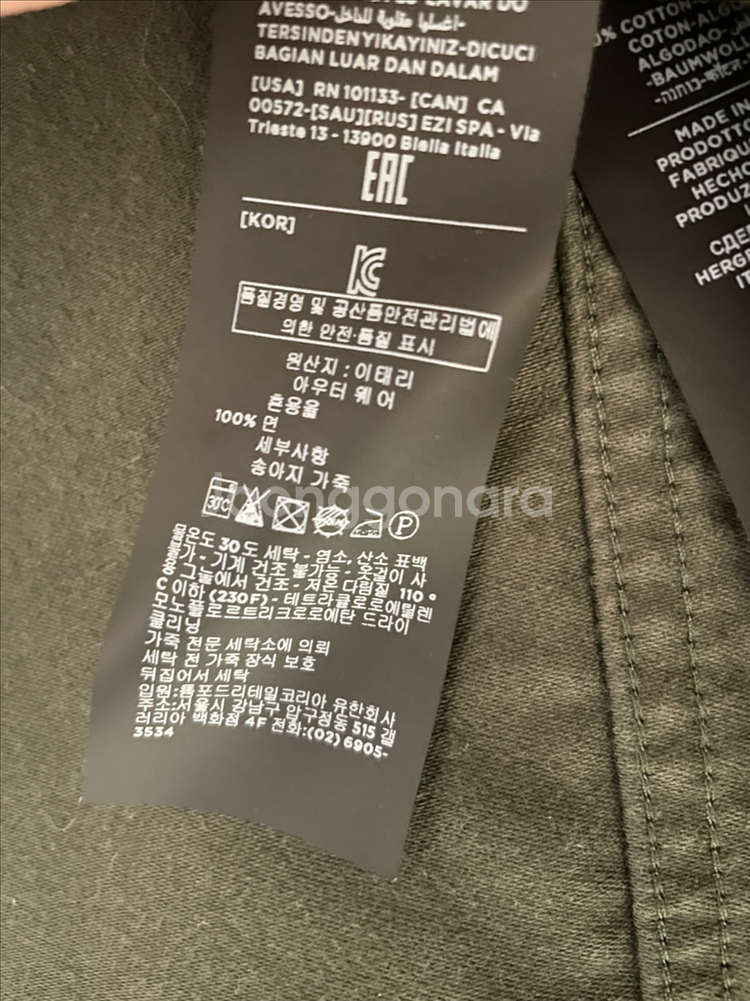 LAVAR DO
AVESSO-اغسليها مقلوبة للداخل-
TERSINDENYIKAYINIZ-DICUCI
BAGIAN LUAR DAN DALAM
[USA] RN 101133- [CAN] CA
00572-[SAU][RUS] EZI SPA - Via
Trieste 13 - 13900 Biella Italia
EAC
[KOR]
KC
품질경영 및 공산품안전관리법에
의한 안전·품질 표시
원산지 : 이태리
아우터 웨어
혼용율
100% 면
세부사항
송아지 가죽
30°C P
물온도 30도 세탁 - 염소, 산소 표백
불가 - 기계 건조 불가능 - 옷걸이 사
용 그늘에서 건조 - 저온 다림질 110 °
C 이하 (230F) - 테트라클로로에틸렌
모노플로르트리크로로에탄 드라이
클리닝
가죽 전문 세탁소에 의뢰
세탁 전 가죽 장식 보호
뒤집어서 세탁
입원:톰포드리테일코리아 유한회사
주소:서울시 강남구 압구정동 515 갤
러리아 백화점 4F 전화:(02) 6905-
3534
% COTTON
COTON-ALGO
ALGODAO-
-BAUMWOL
MADE IN
PRODOTTO
FABRIQU
HECHO
PRODUZ
СДЕ
HERGE
joonggonara